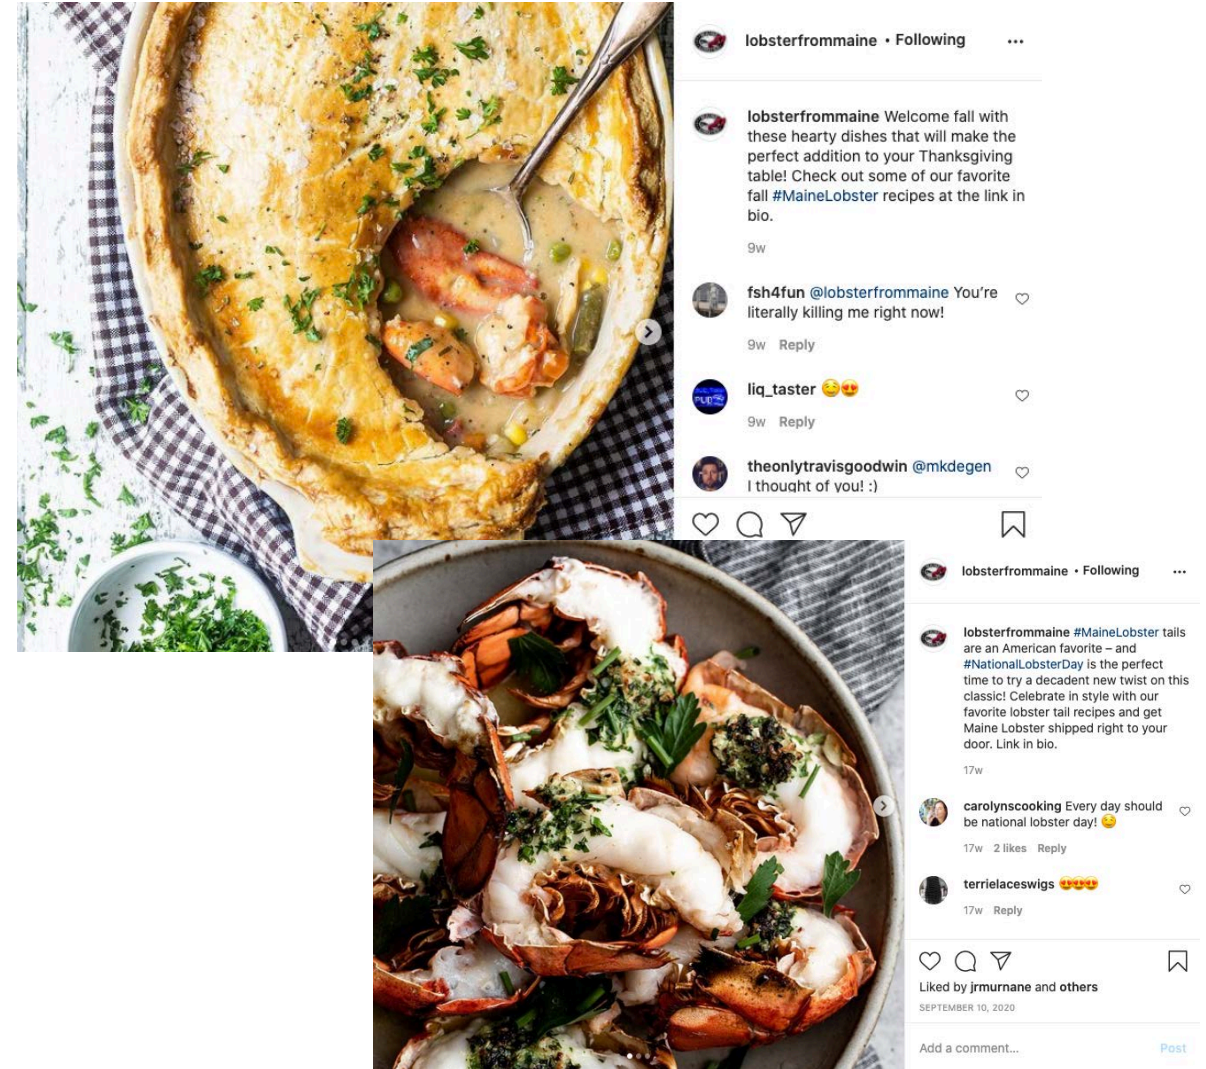 lobsterfrommaine • Following
lobsterfrommaine Welcome fall with
these hearty dishes that will make the
perfect addition to your Thanksgiving
table! Check out some of our favorite
fall #MaineLobster recipes at the link in
bio.
9w
fsh4fun @lobsterfrommaine You’re
literally killing me right now!
9w Reply
liq_taster
9w Reply
theonlytravisgoodwin @mkdegen
I thought of you! :)
lobsterfrommaine • Following
lobsterfrommaine #MaineLobster tails
are an American favorite – and
#NationalLobsterDay is the perfect
time to try a decadent new twist on this
classic! Celebrate in style with our
favorite lobster tail recipes and get
Maine Lobster shipped right to your
door. Link in bio.
17w
carolynscooking Every day should
be national lobster day! 😋
17w 2 likes Reply
terrielaceswigs 😍😍😍😍
17w Reply
Liked by jrmurnane and others
SEPTEMBER 10, 2020
Add a comment... Post